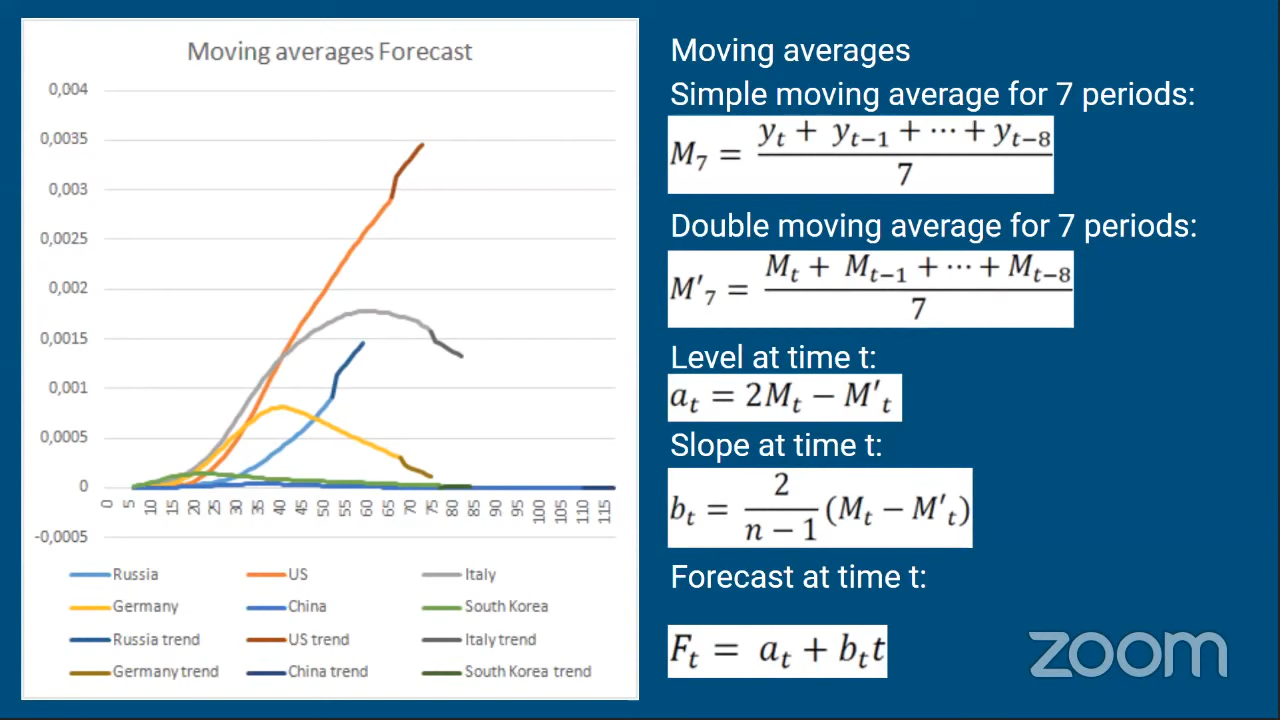 Moving averages Forecast
0,004
0,0035
0,003
0,0025
0,002
0,0015
0,001
0,0005
0
-0,0005
0 5 10 15 20 25 30 35 40 45 50 55 60 65 70 75 80 85 90 95 100 105 110 115
Russia US Italy
Germany China South Korea
Russia trend US trend Italy trend
Germany trend China trend South Korea trend
Moving averages
Simple moving average for 7 periods:
M₇ = (yₜ + yₜ₋₁ + ⋯ + yₜ₋₈) / 7
Double moving average for 7 periods:
M'₇ = (Mₜ + Mₜ₋₁ + ⋯ + Mₜ₋₈) / 7
Level at time t:
aₜ = 2Mₜ − M'ₜ
Slope at time t:
bₜ = 2 / (n − 1) (Mₜ − M'ₜ)
Forecast at time t:
Fₜ = aₜ + bₜt
zoom